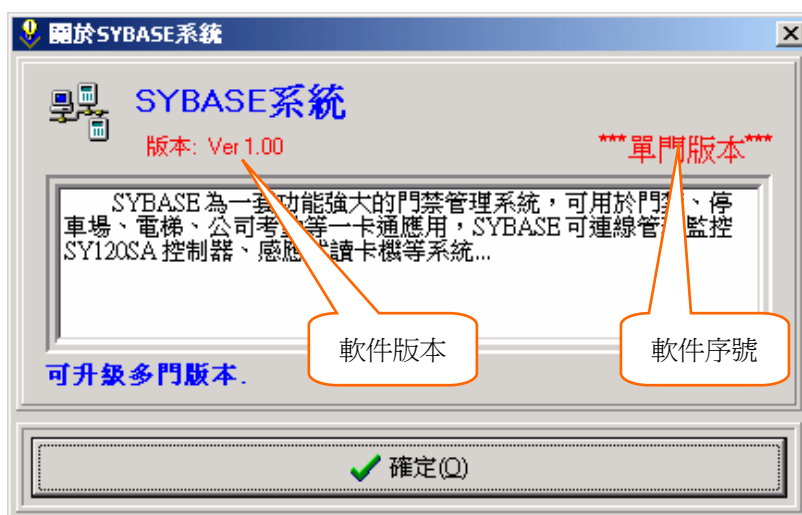 關於SYBASE系統
SYBASE系統
版本: Ver 1.00
***單門版本***
SYBASE 為一套功能強大的門禁管理系統，可用於門禁、停
車場、電梯、公司考勤等一卡通應用，SYBASE 可連線管理監控
SY120SA 控制器、感應式讀卡機等系統...
軟件版本
軟件序號
可升級多門版本.
確定(O)